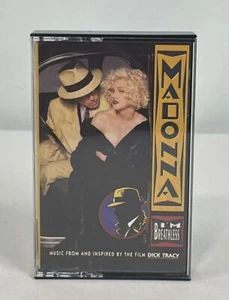 MADONNA
I'M
BREATHLESS
MUSIC FROM AND INSPIRED BY THE FILM DICK TRACY